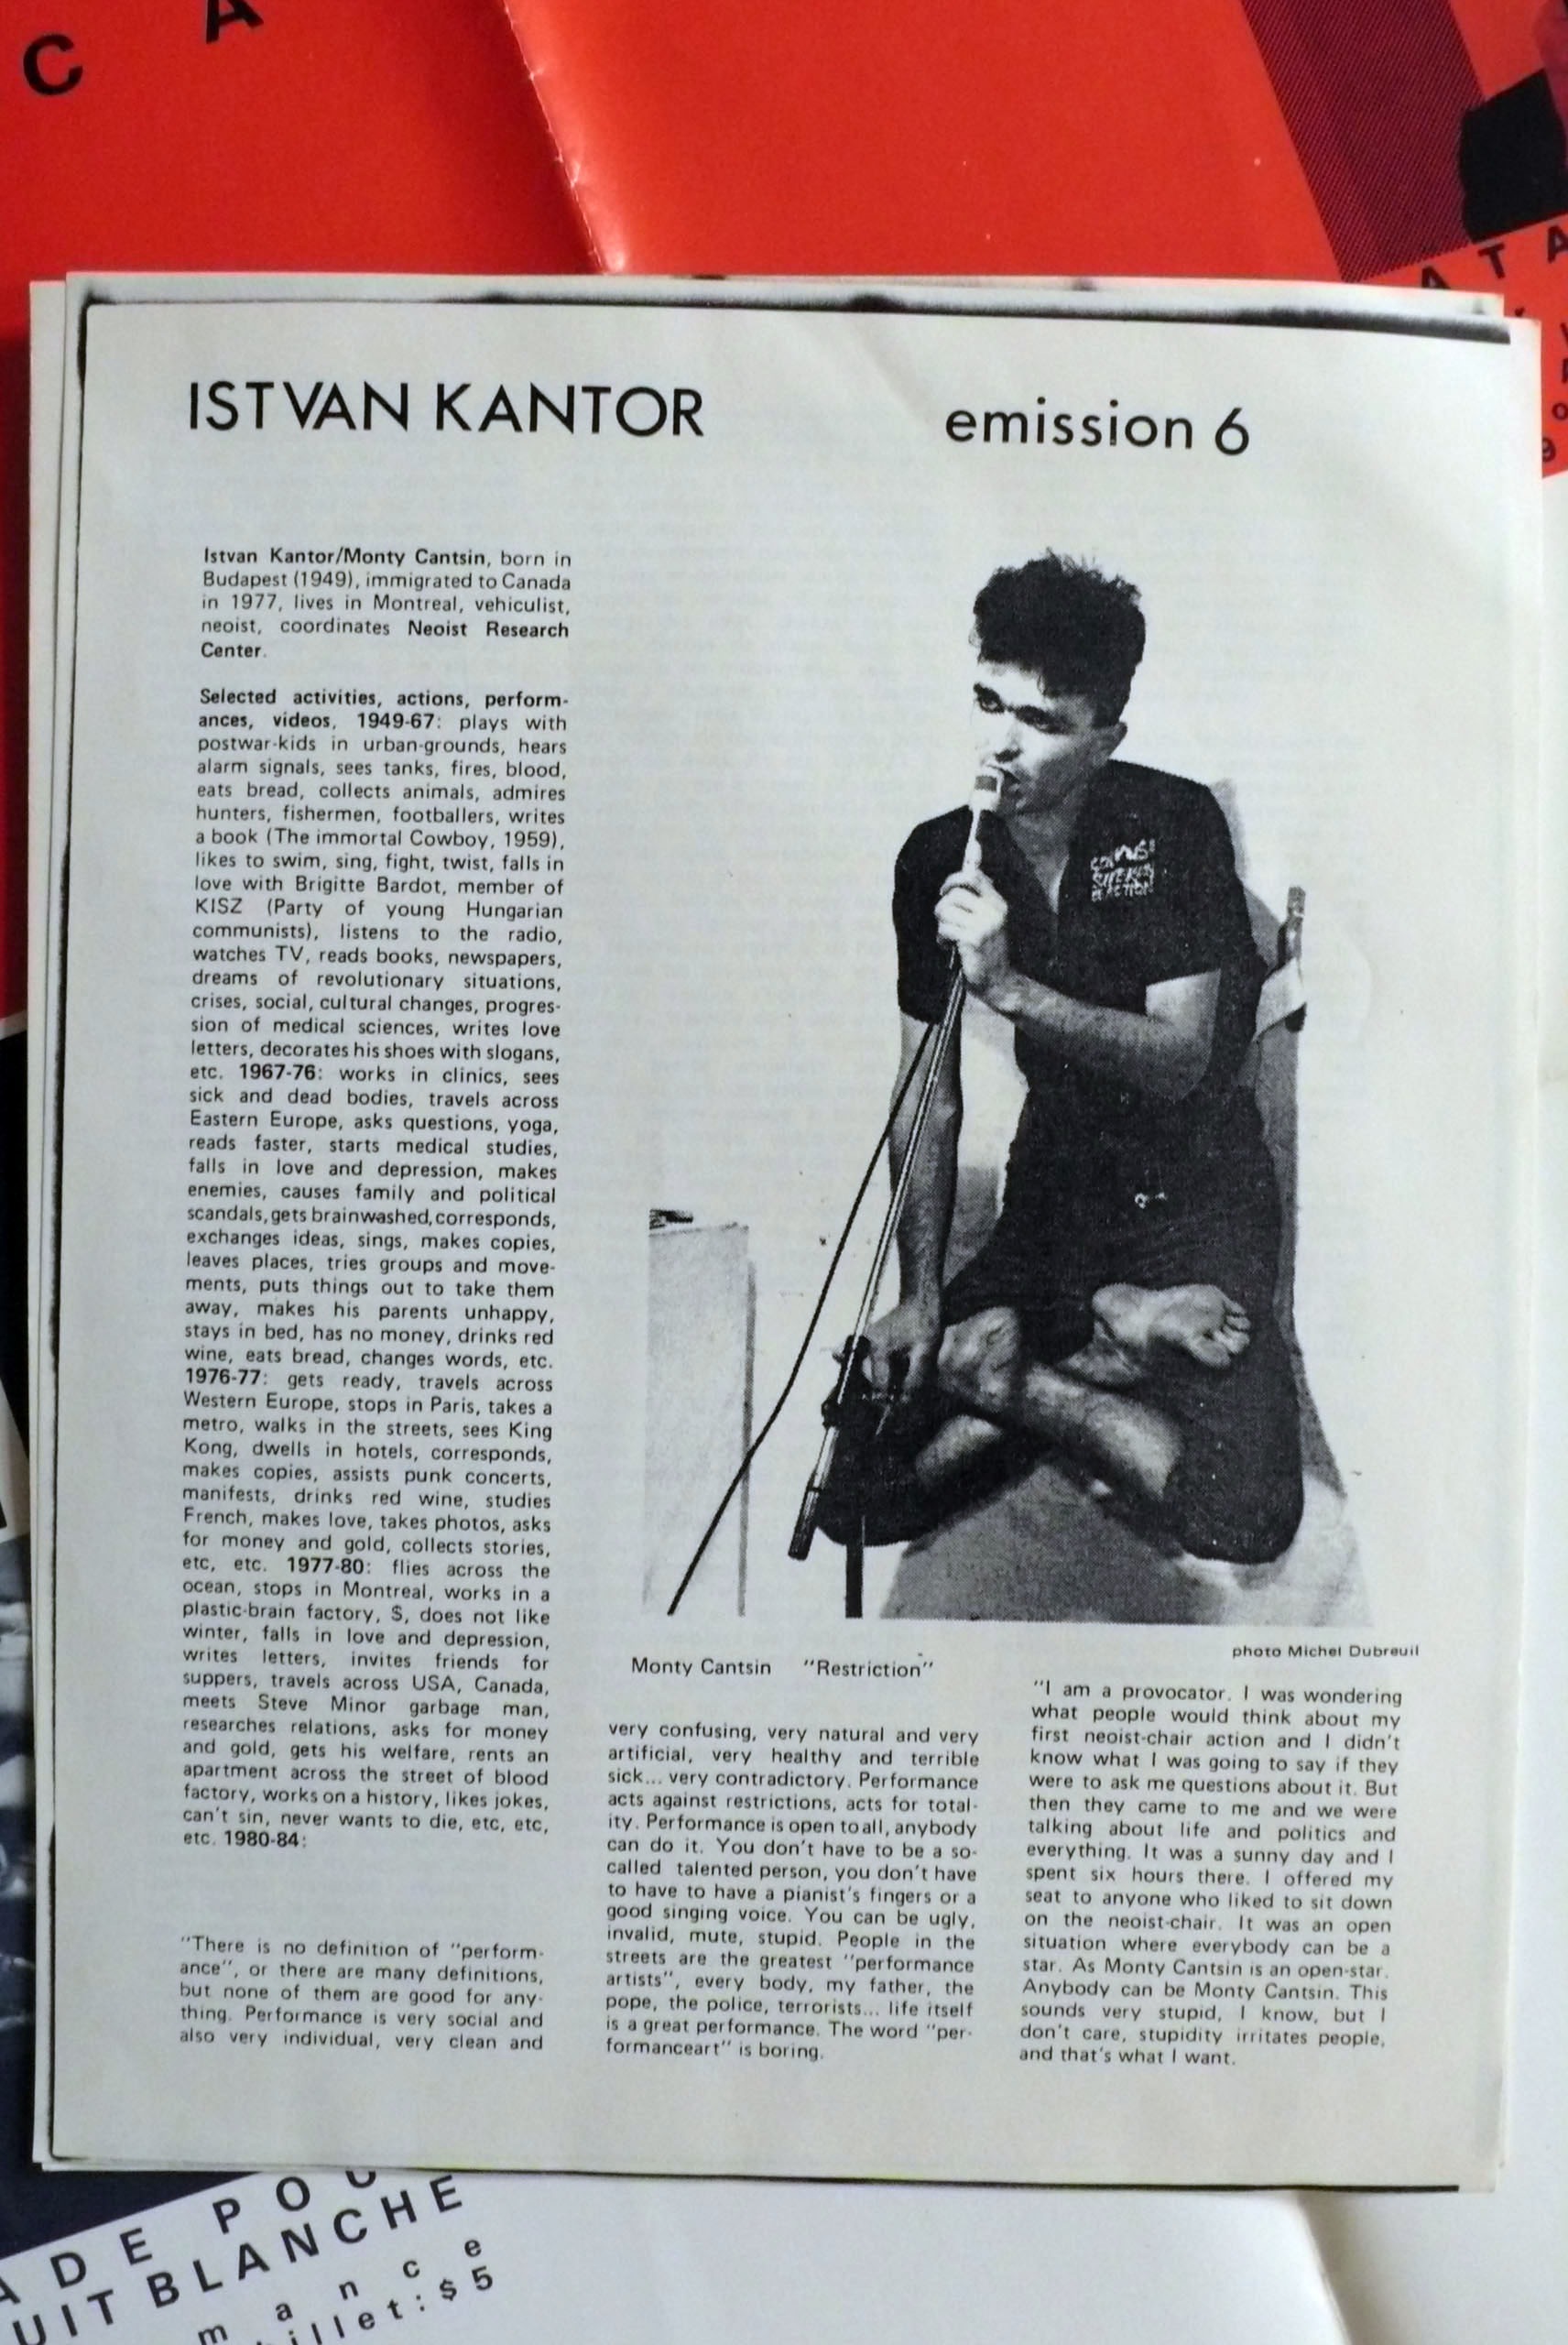 C A
A T A
ISTVAN KANTOR
emission 6
Istvan Kantor/Monty Cantsin, born in
Budapest (1949), immigrated to Canada
in 1977, lives in Montreal, vehiculist,
neoist, coordinates Neoist Research
Center.
Selected activities, actions, perform-
ances, videos, 1949-67: plays with
postwar-kids in urban-grounds, hears
alarm signals, sees tanks, fires, blood,
eats bread, collects animals, admires
hunters, fishermen, footballers, writes
a book (The immortal Cowboy, 1959),
likes to swim, sing, fight, twist, falls in
love with Brigitte Bardot, member of
KISZ (Party of young Hungarian
communists), listens to the radio,
watches TV, reads books, newspapers,
dreams of revolutionary situations,
crises, social, cultural changes, progres-
sion of medical sciences, writes love
letters, decorates his shoes with slogans,
etc. 1967-76: works in clinics, sees
sick and dead bodies, travels across
Eastern Europe, asks questions, yoga,
reads faster, starts medical studies,
falls in love and depression, makes
enemies, causes family and political
scandals, gets brainwashed, corresponds,
exchanges ideas, sings, makes copies,
leaves places, tries groups and move-
ments, puts things out to take them
away, makes his parents unhappy,
stays in bed, has no money, drinks red
wine, eats bread, changes words, etc.
1976-77: gets ready, travels across
Western Europe, stops in Paris, takes a
metro, walks in the streets, sees King
Kong, dwells in hotels, corresponds,
makes copies, assists punk concerts,
manifests, drinks red wine, studies
French, makes love, takes photos, asks
for money and gold, collects stories,
etc, etc. 1977-80: flies across the
ocean, stops in Montreal, works in a
plastic-brain factory, $, does not like
winter, falls in love and depression,
writes letters, invites friends for
suppers, travels across USA, Canada,
meets Steve Minor garbage man,
researches relations, asks for money
and gold, gets his welfare, rents an
apartment across the street of blood
factory, works on a history, likes jokes,
can't sin, never wants to die, etc, etc,
etc. 1980-84:
"There is no definition of "perform-
ance", or there are many definitions,
but none of them are good for any-
thing. Performance is very social and
also very individual, very clean and
photo Michel Dubreuil
Monty Cantsin "Restriction"
very confusing, very natural and very
artificial, very healthy and terrible
sick... very contradictory. Performance
acts against restrictions, acts for total-
ity. Performance is open to all, anybody
can do it. You don't have to be a so-
called talented person, you don't have
to have to have a pianist's fingers or a
good singing voice. You can be ugly,
invalid, mute, stupid. People in the
streets are the greatest "performance
artists", every body, my father, the
pope, the police, terrorists... life itself
is a great performance. The word "per-
formanceart" is boring.
"I am a provocator. I was wondering
what people would think about my
first neoist-chair action and I didn't
know what I was going to say if they
were to ask me questions about it. But
then they came to me and we were
talking about life and politics and
everything. It was a sunny day and I
spent six hours there. I offered my
seat to anyone who liked to sit down
on the neoist-chair. It was an open
situation where everybody can be a
star. As Monty Cantsin is an open-star.
Anybody can be Monty Cantsin. This
sounds very stupid, I know, but I
don't care, stupidity irritates people,
and that's what I want.
ADE POU
UIT BLANCHE
mance
illet: $5